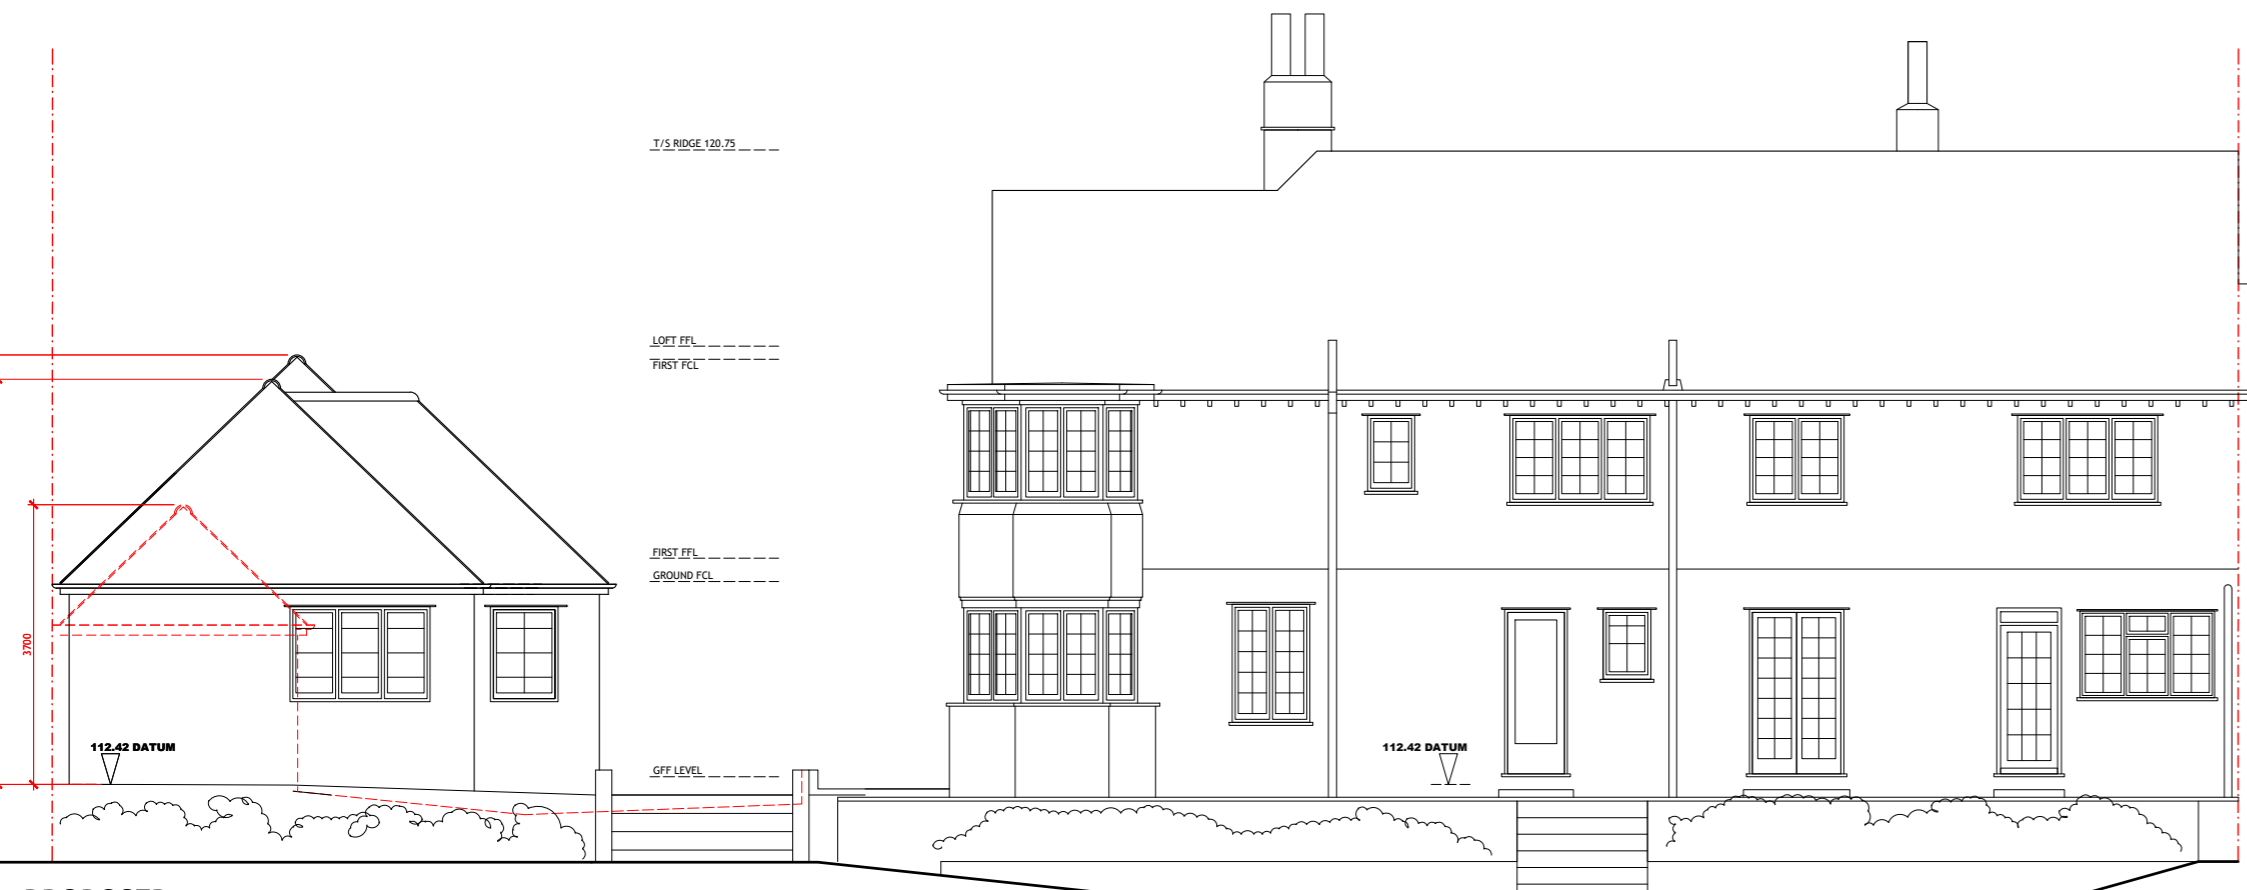 T/S RIDGE 120.75
LOFT FFL
FIRST FCL
FIRST FFL
GROUND FCL
3700
112.42 DATUM
112.42 DATUM
GFF LEVEL